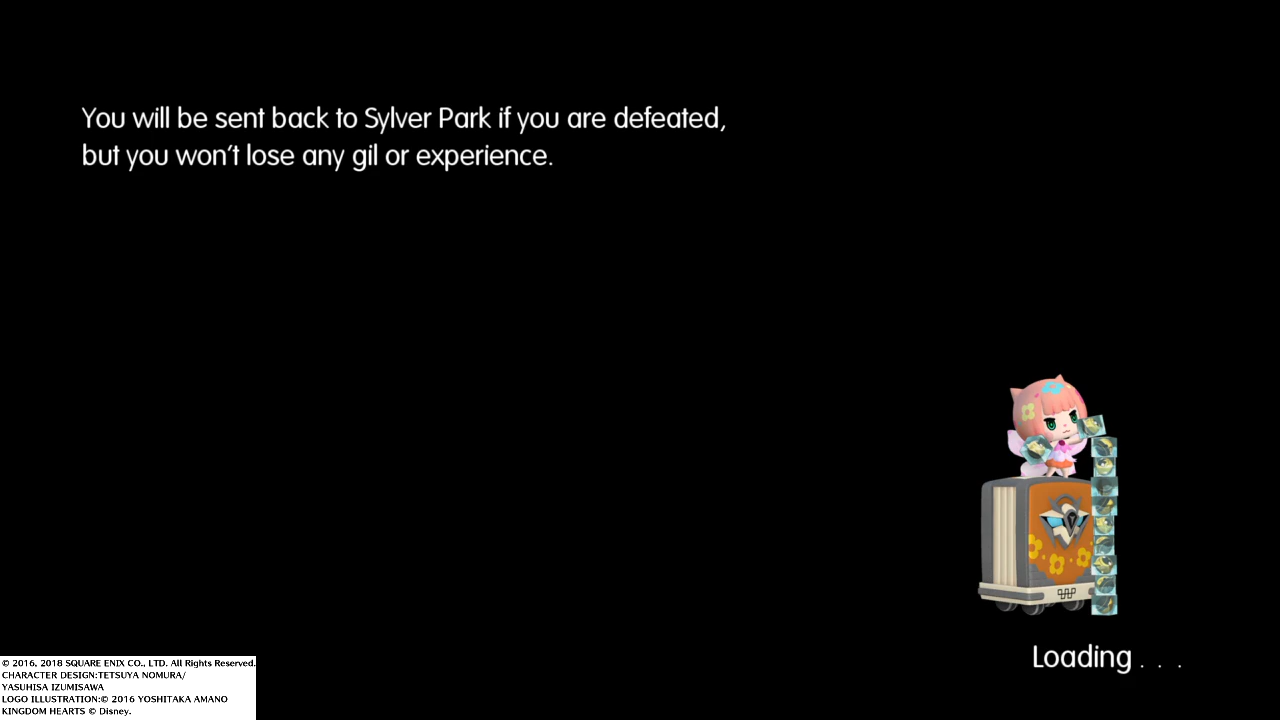 You will be sent back to Sylver Park if you are defeated,
but you won't lose any gil or experience.
Loading . . .
© 2016, 2018 SQUARE ENIX CO., LTD. All Rights Reserved.
CHARACTER DESIGN:TETSUYA NOMURA/
YASUHISA IZUMISAWA
LOGO ILLUSTRATION:© 2016 YOSHITAKA AMANO
KINGDOM HEARTS © Disney.